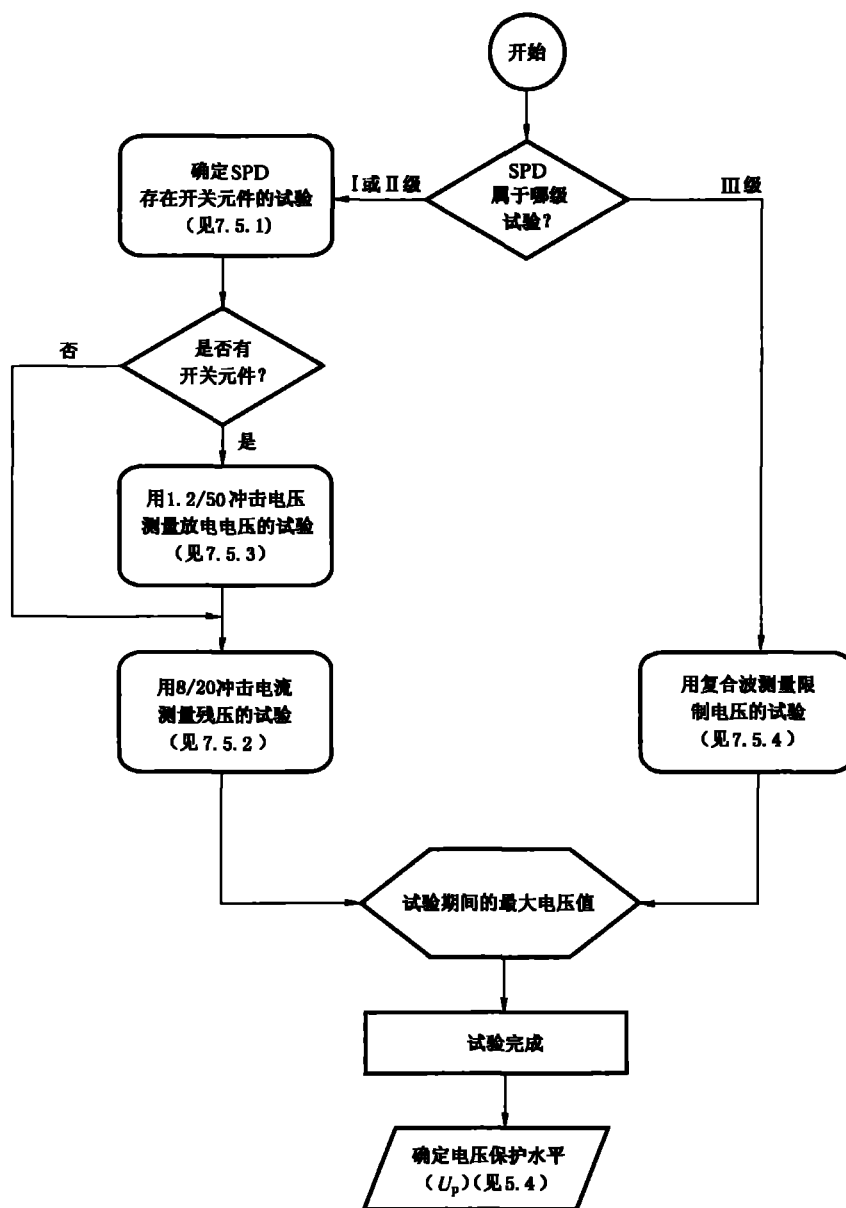 开始
SPD
属于哪级
试验？
Ⅰ或Ⅱ级
Ⅲ级
确定SPD
存在开关元件的试验
（见7.5.1）
是否有
开关元件？
否
是
用1.2/50冲击电压
测量放电电压的试验
（见7.5.3）
用8/20冲击电流
测量残压的试验
（见7.5.2）
用复合波测量限
制电压的试验
（见7.5.4）
试验期间的最大电压值
试验完成
确定电压保护水平
（Up）（见5.4）